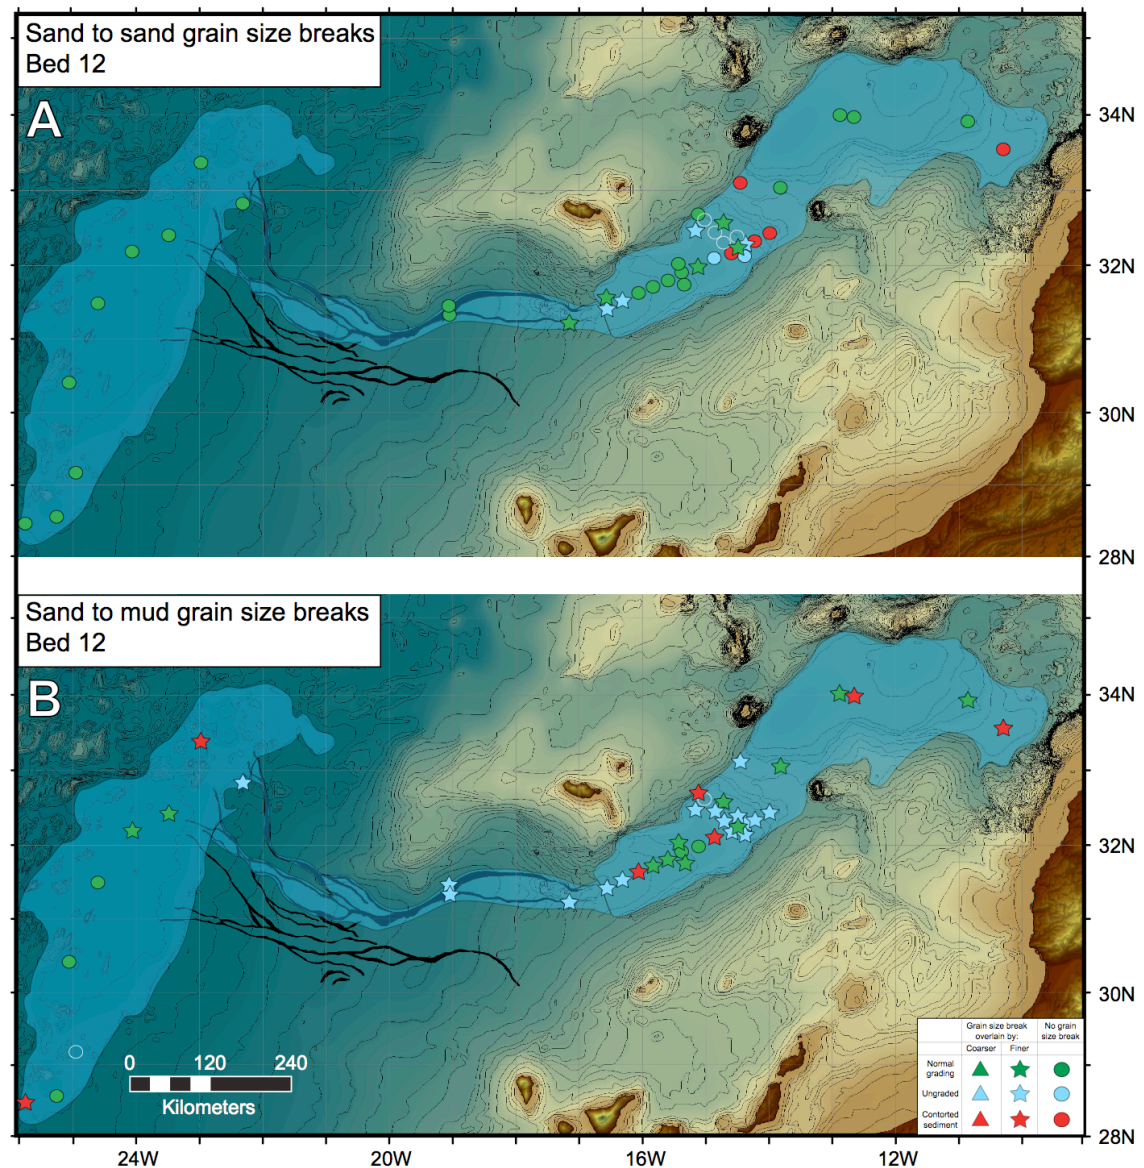 Sand to sand grain size breaks
Bed 12
A
34N
32N
30N
28N
Sand to mud grain size breaks
Bed 12
B
34N
32N
30N
0 120 240
Kilometers
Grain size break
overlain by:
No grain
size break
Coarser Finer
Normal
grading
Ungraded
Contorted
sediment
28N
24W 20W 16W 12W